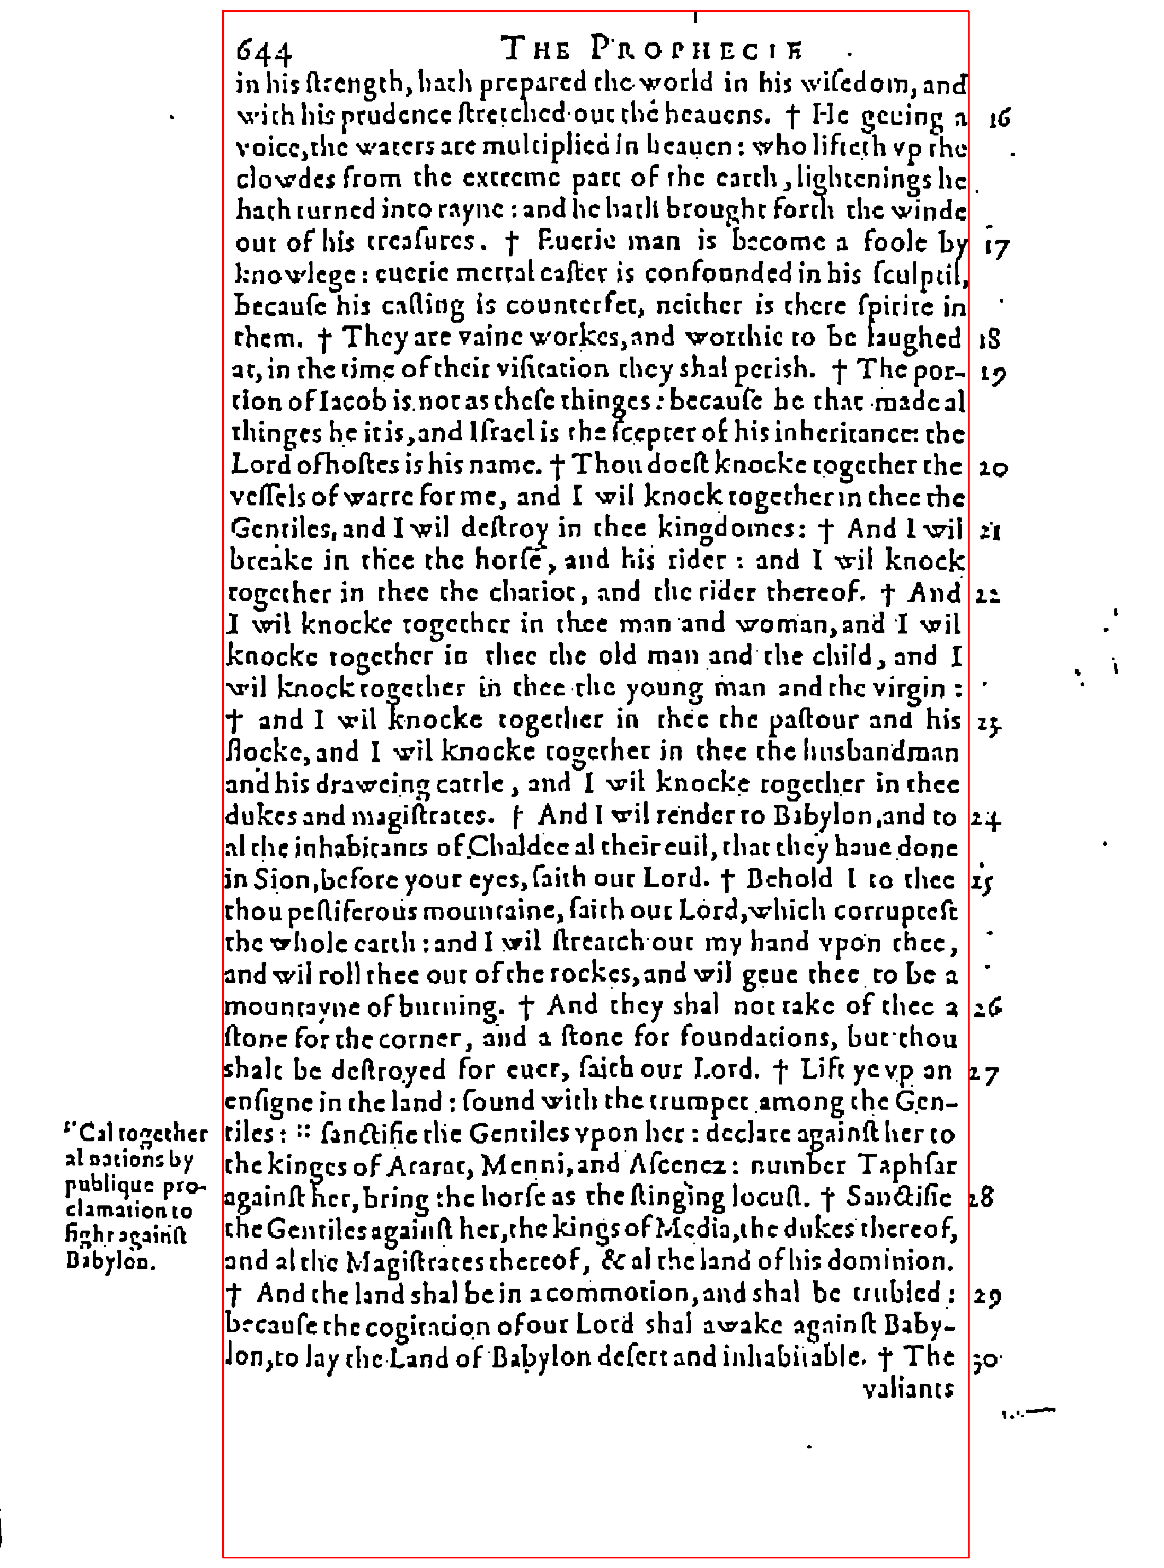 644 THE PROPHECIE
in his ſtrength, hath prepared the world in his wiſedom, and
with his prudence ſtretched out the heauens. † He geuing a 16
voice, the waters are multiplied in heauen: who lifteth vp the
clowdes from the extreme part of the earth, lightenings he
hath turned into rayne: and he hath brought forth the winde
out of his treaſures. † Euerie man is become a foole by 17
knowlege: euerie mettal caſter is confounded in his ſculptil,
becauſe his caſting is counterfet, neither is there ſpirite in
them. † They are vaine workes, and worthie to be laughed 18
at, in the time of their viſitation they shal perish. † The por- 19
tion of Iacob is not as theſe thinges: becauſe he that made al
thinges he it is, and Iſrael is the ſcepter of his inheritance: the
Lord of hoſtes is his name. † Thou doeſt knocke together the 20
veſſels of warre for me, and I wil knock together in thee the
Gentiles, and I wil deſtroy in thee kingdomes: † And I wil 21
breake in thee the horſe, and his rider: and I wil knock
together in thee the chariot, and the rider thereof. † And 22
I wil knocke together in thee man and woman, and I wil
knocke together in thee the old man and the child, and I
wil knock together in thee the young man and the virgin:
† and I wil knocke together in thee the paſtour and his 23
flocke, and I wil knocke together in thee the husbandman
and his draweing cattle, and I wil knocke together in thee
dukes and magiſtrates. † And I wil render to Babylon, and to 24
al the inhabitants of Chaldee al their euil, that they haue done
in Sion, before your eyes, ſaith our Lord. † Behold I to thee 25
thou peſtiferous mountaine, ſaith our Lord, which corrupteſt
the whole earth: and I wil ſtreatch out my hand vpon thee,
and wil roll thee out of the rockes, and wil geue thee to be a
mountayne of burning. † And they shal not take of thee a 26
ſtone for the corner, and a ſtone for foundations, but thou
shalt be deſtroyed for euer, ſaith our Lord. † Lift ye vp an 27
enſigne in the land: ſound with the trumpet among the Gen-
tiles: :: ſanctifie the Gentiles vpon her: declare againſt her to
the kinges of Ararat, Menni, and Aſcenez: number Taphſar
againſt her, bring the horſe as the ſtinging locuſt. † Sanctifie 28
the Gentiles againſt her, the kings of Media, the dukes thereof,
and al the Magiſtrates thereof, & al the land of his dominion.
† And the land shal be in a commotion, and shal be trubled: 29
becauſe the cogitation of our Lord shal awake againſt Baby-
lon, to lay the Land of Babylon deſert and inhabitable. † The 30
valiants
:: Cal together
al nations by
publique pro-
clamation to
fight againſt
Babylon.